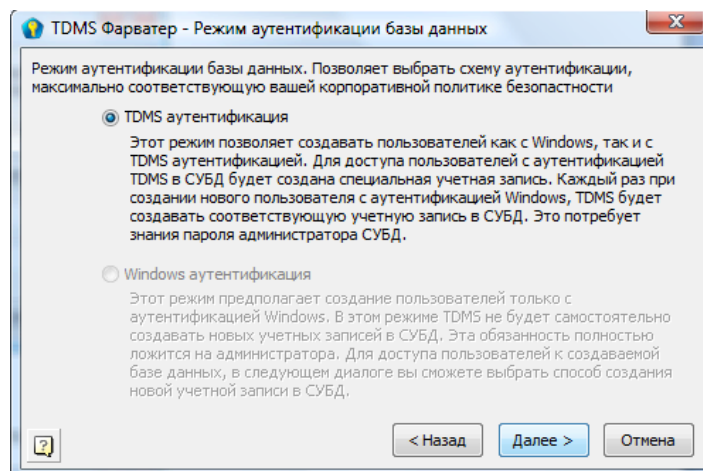 TDMS Фарватер - Режим аутентификации базы данных
Режим аутентификации базы данных. Позволяет выбрать схему аутентификации,
максимально соответствующую вашей корпоративной политике безопастности
TDMS аутентификация
Этот режим позволяет создавать пользователей как с Windows, так и с
TDMS аутентификацией. Для доступа пользователей с аутентификацией
TDMS в СУБД будет создана специальная учетная запись. Каждый раз при
создании нового пользователя с аутентификацией Windows, TDMS будет
создавать соответствующую учетную запись в СУБД. Это потребует
знания пароля администратора СУБД.
Windows аутентификация
Этот режим предполагает создание пользователей только с
аутентификацией Windows. В этом режиме TDMS не будет самостоятельно
создавать новых учетных записей в СУБД. Эта обязанность полностью
ложится на администратора. Для доступа пользователей к создаваемой
базе данных, в следующем диалоге вы сможете выбрать способ создания
новой учетной записи в СУБД.
< Назад Далее > Отмена